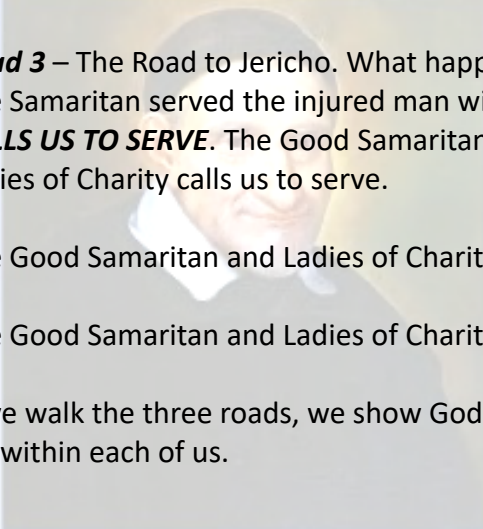 ad 3 – The Road to Jericho. What happ
e Samaritan served the injured man wi
LLS US TO SERVE. The Good Samaritan
ies of Charity calls us to serve.
e Good Samaritan and Ladies of Charit
e Good Samaritan and Ladies of Charit
ve walk the three roads, we show God
within each of us.